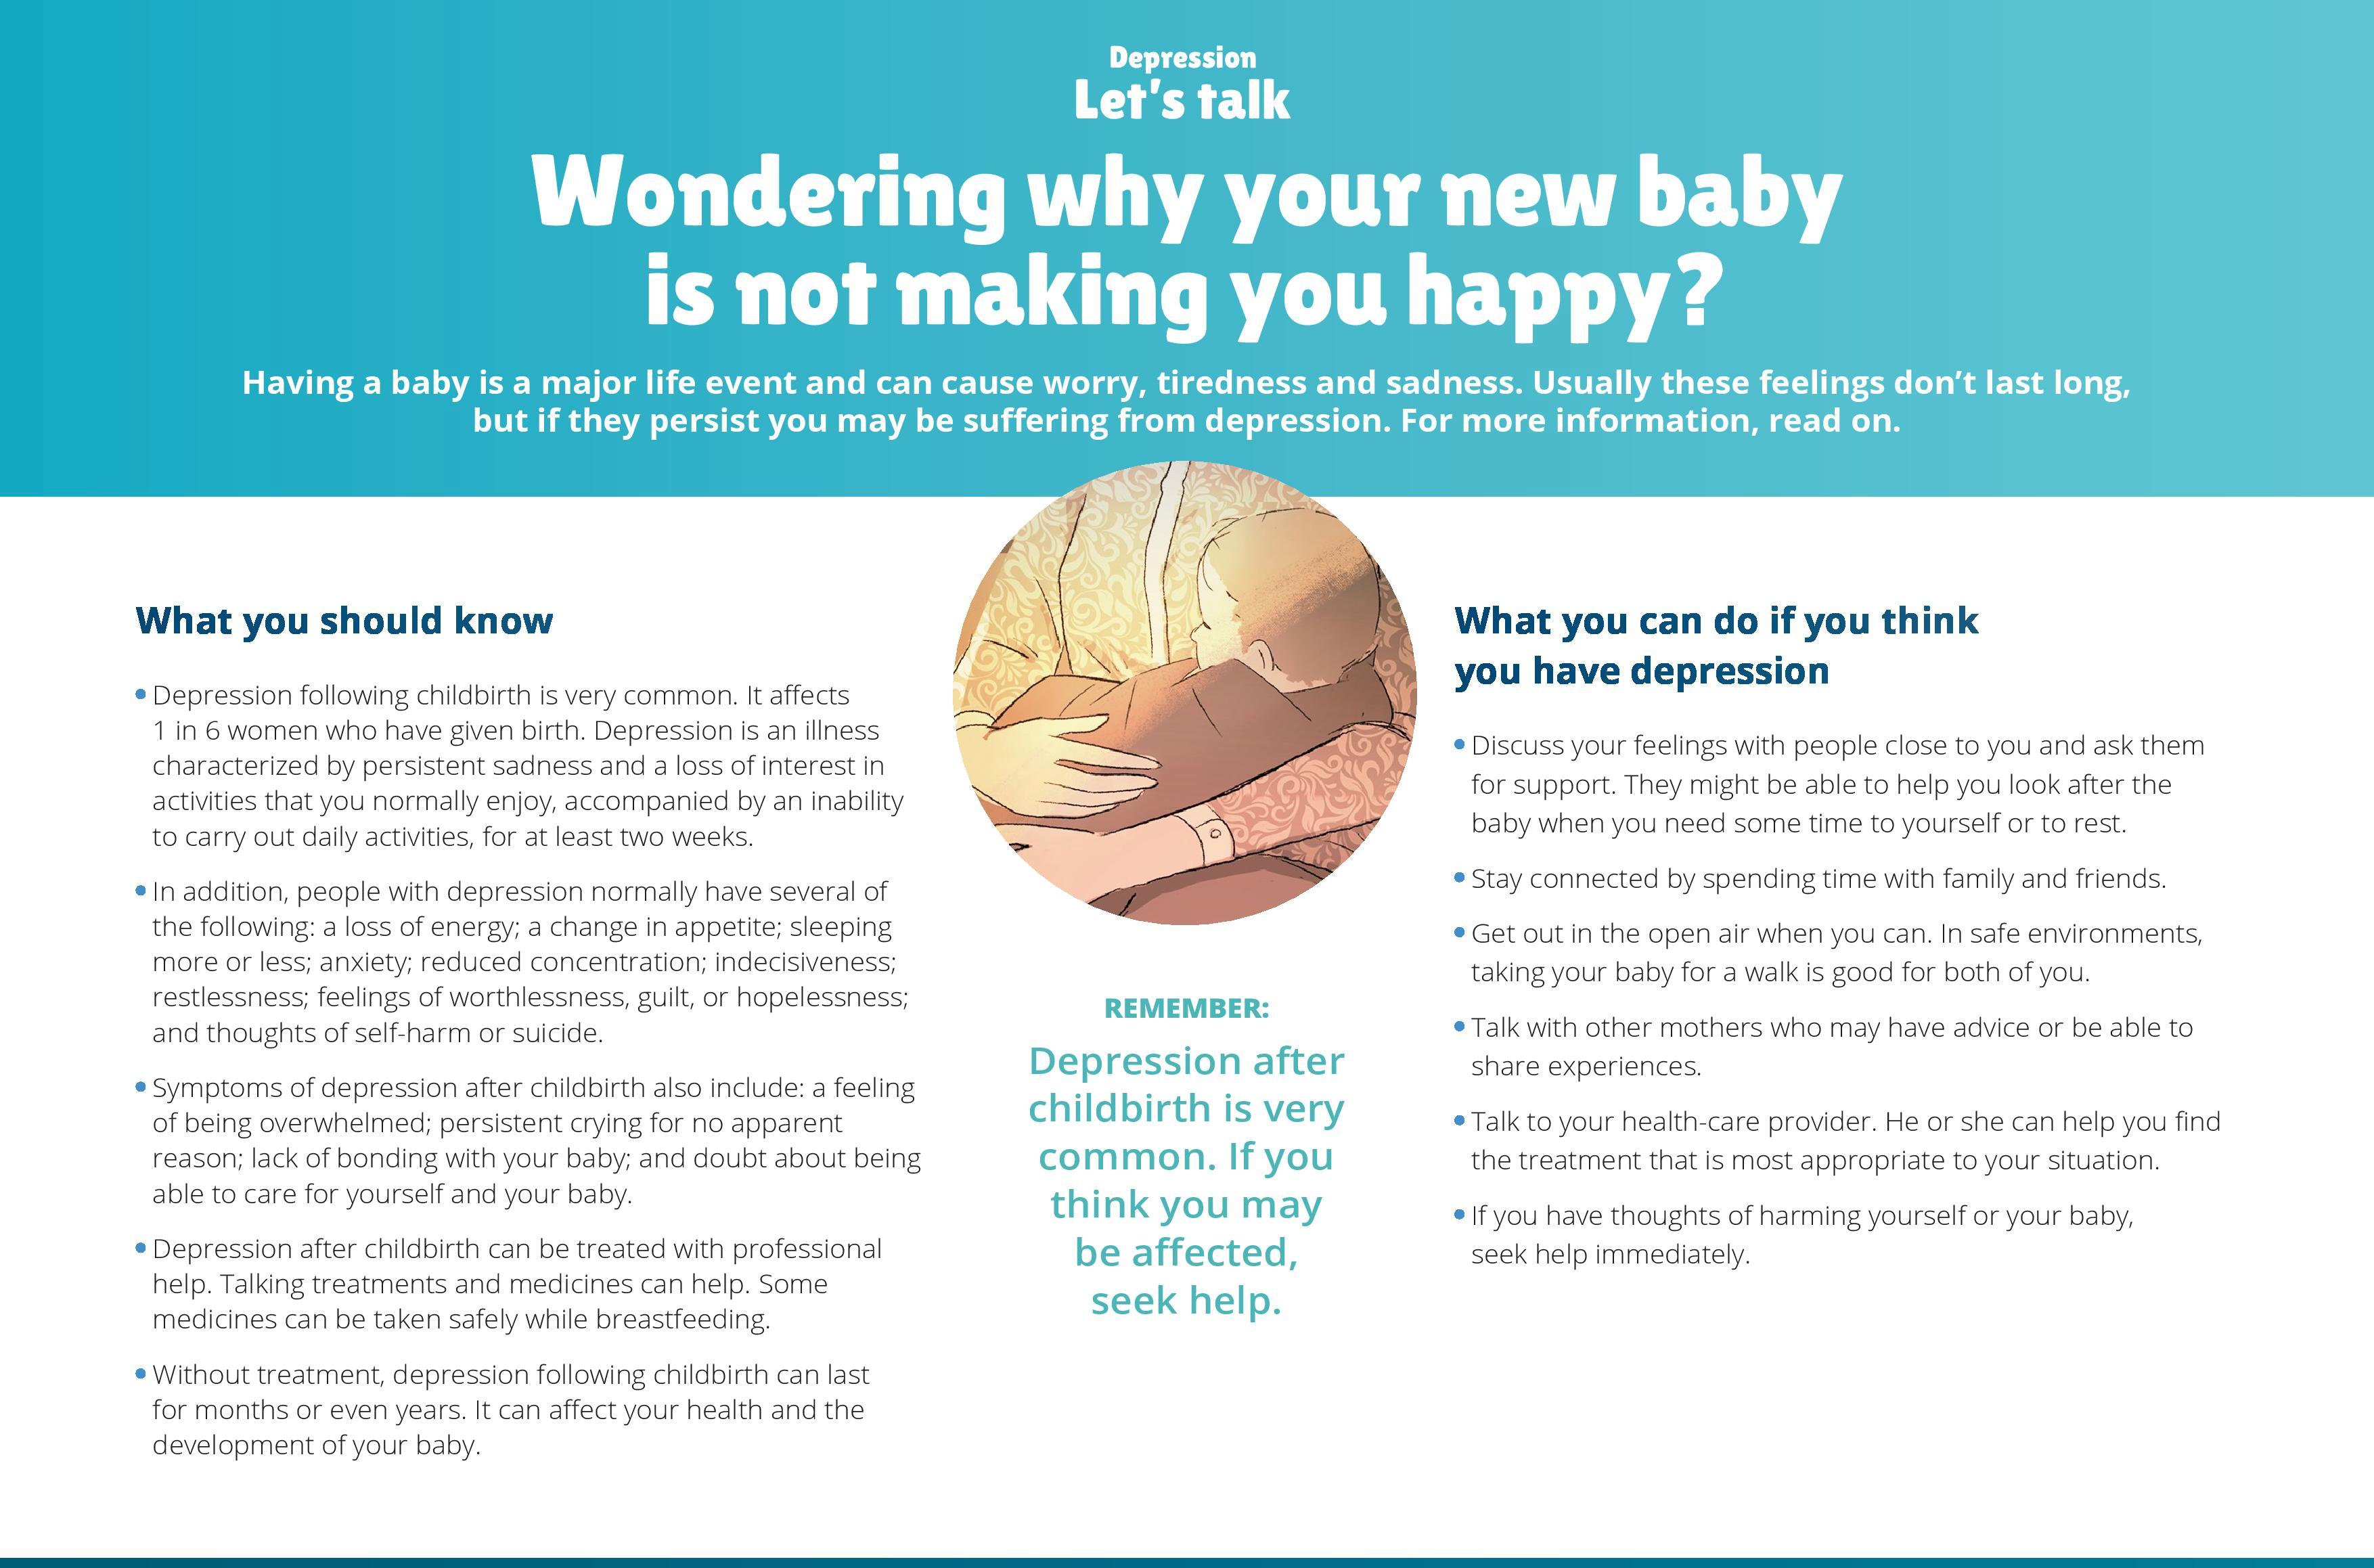 Depression
Let's talk
Wondering why your new baby
is not making you happy?
Having a baby is a major life event and can cause worry, tiredness and sadness. Usually these feelings don't last long,
but if they persist you may be suffering from depression. For more information, read on.
What you should know
• Depression following childbirth is very common. It affects
1 in 6 women who have given birth. Depression is an illness
characterized by persistent sadness and a loss of interest in
activities that you normally enjoy, accompanied by an inability
to carry out daily activities, for at least two weeks.
• In addition, people with depression normally have several of
the following: a loss of energy; a change in appetite; sleeping
more or less; anxiety; reduced concentration; indecisiveness;
restlessness; feelings of worthlessness, guilt, or hopelessness;
and thoughts of self-harm or suicide.
• Symptoms of depression after childbirth also include: a feeling
of being overwhelmed; persistent crying for no apparent
reason; lack of bonding with your baby; and doubt about being
able to care for yourself and your baby.
• Depression after childbirth can be treated with professional
help. Talking treatments and medicines can help. Some
medicines can be taken safely while breastfeeding.
• Without treatment, depression following childbirth can last
for months or even years. It can affect your health and the
development of your baby.
REMEMBER:
Depression after
childbirth is very
common. If you
think you may
be affected,
seek help.
What you can do if you think
you have depression
• Discuss your feelings with people close to you and ask them
for support. They might be able to help you look after the
baby when you need some time to yourself or to rest.
• Stay connected by spending time with family and friends.
• Get out in the open air when you can. In safe environments,
taking your baby for a walk is good for both of you.
• Talk with other mothers who may have advice or be able to
share experiences.
• Talk to your health-care provider. He or she can help you find
the treatment that is most appropriate to your situation.
• If you have thoughts of harming yourself or your baby,
seek help immediately.